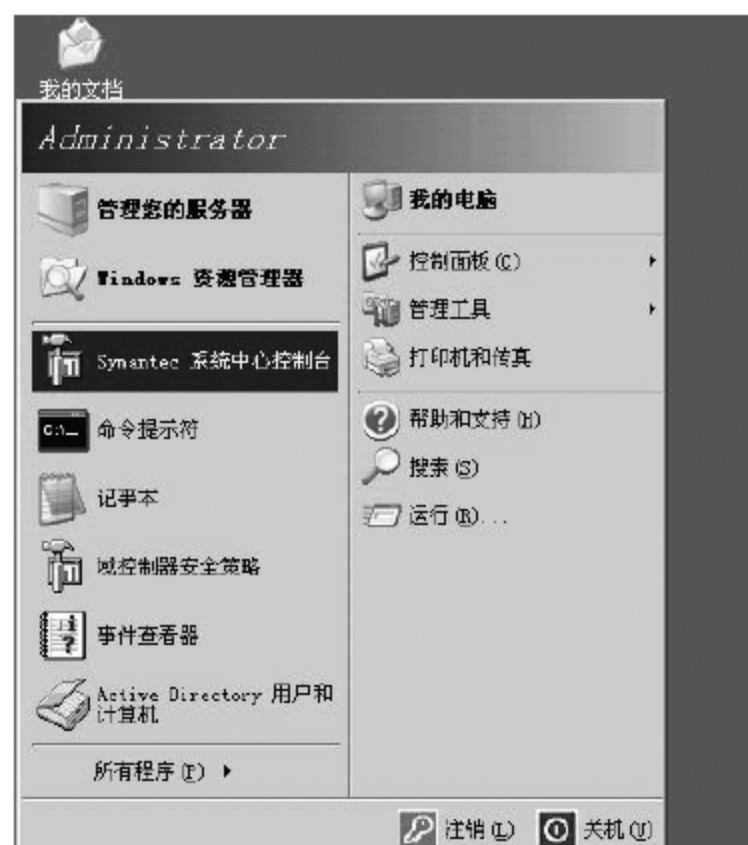 我的文档
Administrator
管理您的服务器
Windows 资源管理器
Symantec 系统中心控制台
C:\_
命令提示符
记事本
域控制器安全策略
事件查看器
Active Directory 用户和
计算机
所有程序(P)
我的电脑
控制面板(C)
管理工具
打印机和传真
帮助和支持(H)
搜索(S)
运行(R)...
注销(L)
关机(U)